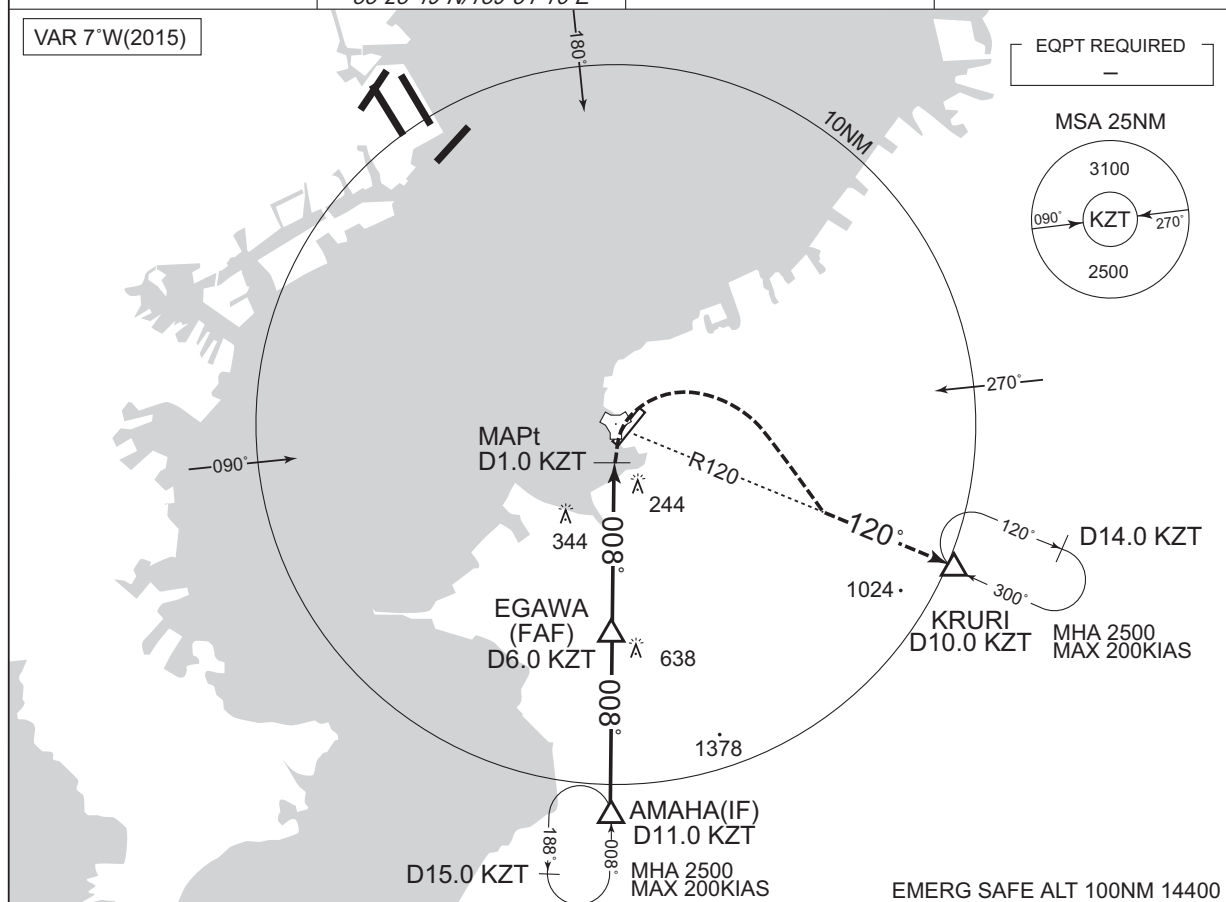 VAR 7°W(2015)
180°
EQPT REQUIRED
–
10NM
MSA 25NM
3100
090°
KZT
270°
2500
270°
090°
MAPt
D1.0 KZT
R120
244
344
008°
120°
120°
D14.0 KZT
300°
1024
KRURI
D10.0 KZT
MHA 2500
MAX 200KIAS
EGAWA
(FAF)
D6.0 KZT
638
008°
1378
AMAHA(IF)
D11.0 KZT
188°
008°
D15.0 KZT
MHA 2500
MAX 200KIAS
EMERG SAFE ALT 100NM 14400